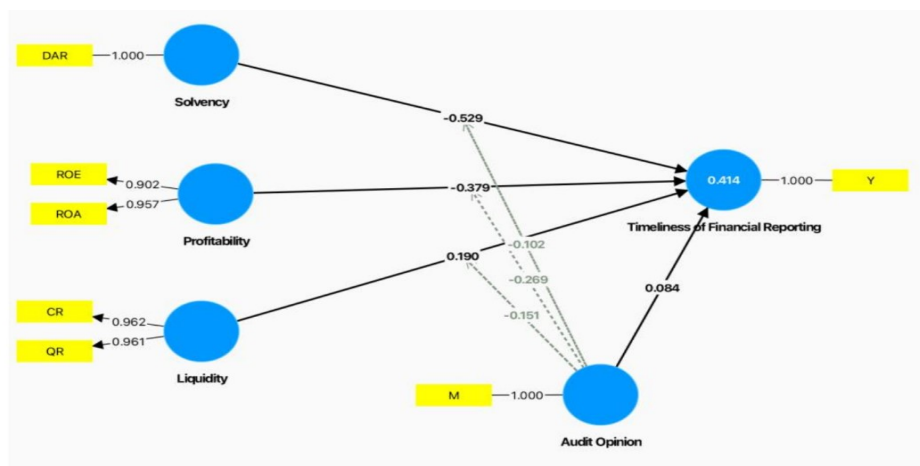 DAR
1.000
Solvency
-0.529
ROE
0.902
ROA
0.957
Profitability
-0.379
0.414
1.000
Y
Timeliness of Financial Reporting
-0.102
0.190
-0.269
0.084
CR
0.962
-0.151
QR
0.961
Liquidity
M
1.000
Audit Opinion